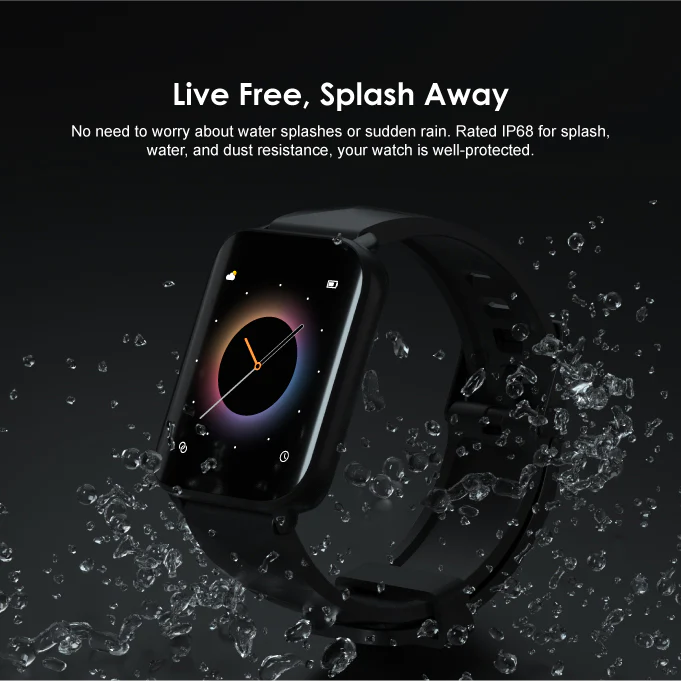 Live Free, Splash Away
No need to worry about water splashes or sudden rain. Rated IP68 for splash,
water, and dust resistance, your watch is well-protected.